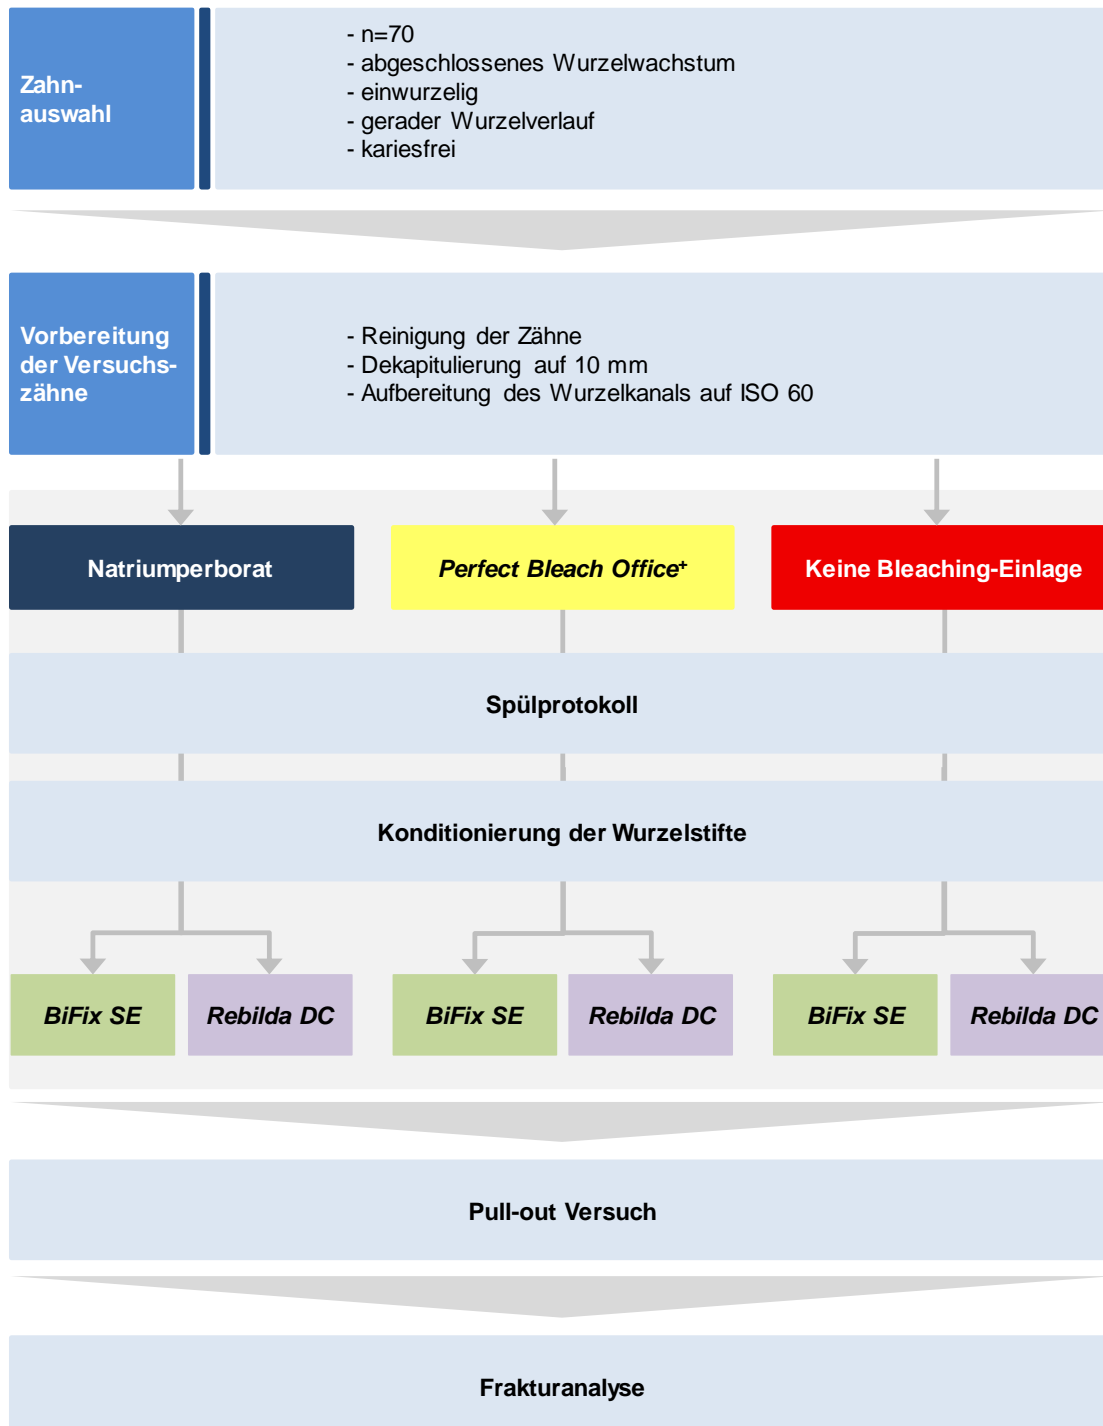 Zahn-
auswahl
- n=70
- abgeschlossenes Wurzelwachstum
- einwurzelig
- gerader Wurzelverlauf
- kariesfrei
Vorbereitung
der Versuchs-
zähne
- Reinigung der Zähne
- Dekapitulierung auf 10 mm
- Aufbereitung des Wurzelkanals auf ISO 60
Natriumperborat
Perfect Bleach Office+
Keine Bleaching-Einlage
Spülprotokoll
Konditionierung der Wurzelstifte
BiFix SE
Rebilda DC
BiFix SE
Rebilda DC
BiFix SE
Rebilda DC
Pull-out Versuch
Frakturanalyse